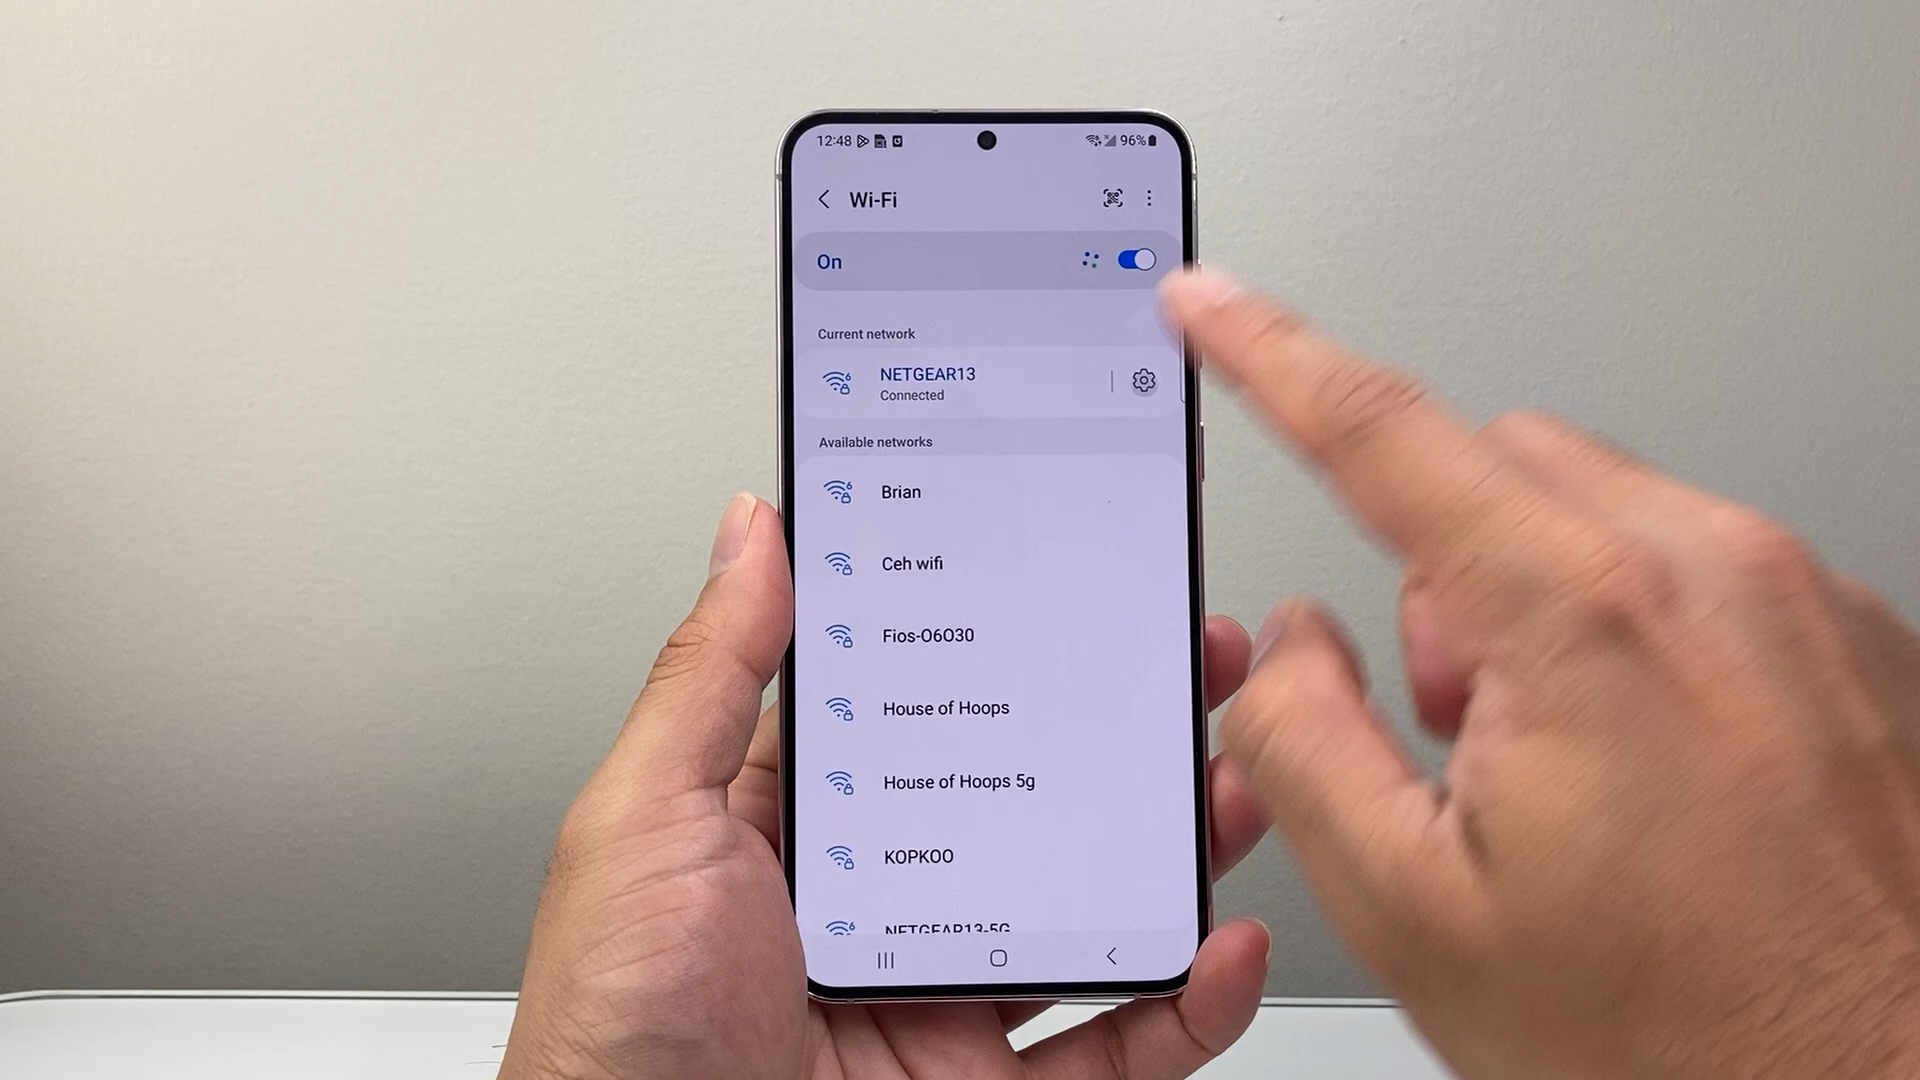 12:48 96%
Wi-Fi
On
Current network
NETGEAR13
Connected
Available networks
Brian
Ceh wifi
Fios-O6O30
House of Hoops
House of Hoops 5g
KOPKOO
NETGEAR13-5G